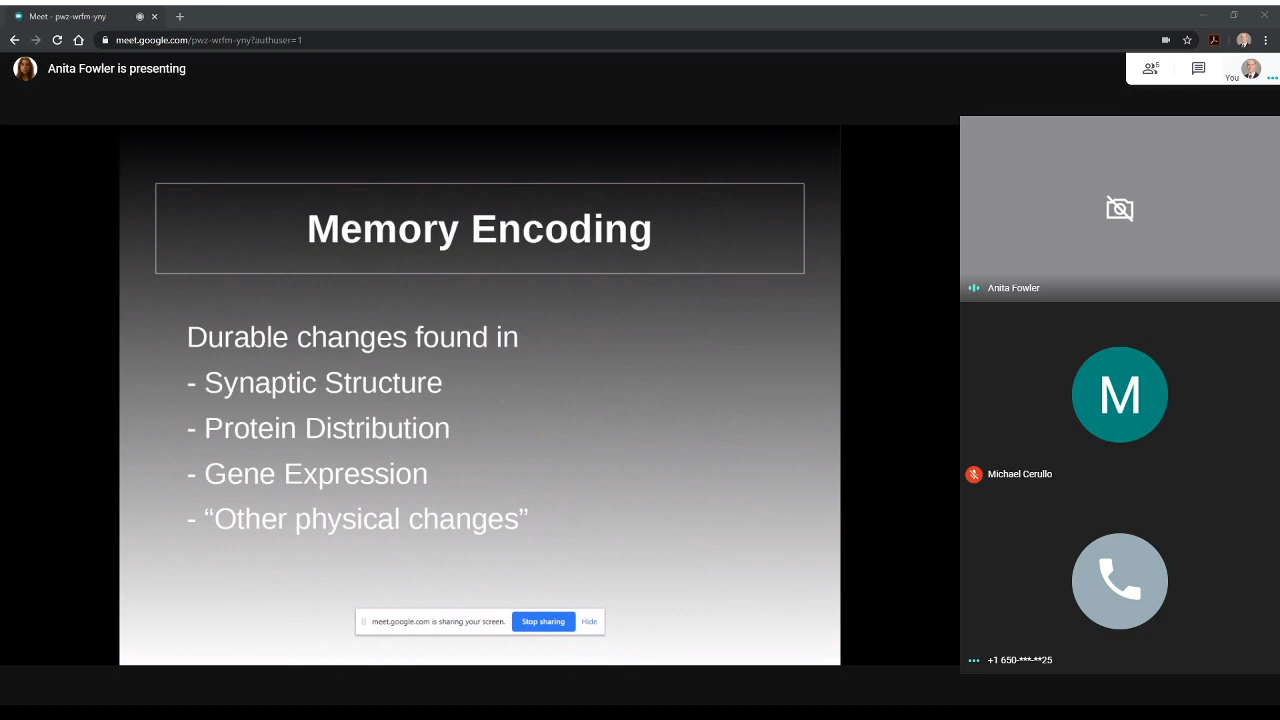 Meet - pwz-wrfm-yny
meet.google.com/pwz-wrfm-yny?authuser=1
Anita Fowler is presenting
5
You
Memory Encoding
Durable changes found in
- Synaptic Structure
- Protein Distribution
- Gene Expression
- “Other physical changes”
meet.google.com is sharing your screen. Stop sharing Hide
Anita Fowler
M
Michael Cerullo
+1 650-***-**25